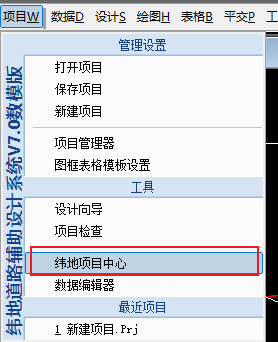 项目W 数据D 设计S 绘图H 表格B 平交P 工
管理设置
打开项目
保存项目
新建项目
项目管理器
图框表格模板设置
工具
设计向导
项目检查
纬地项目中心
数据编辑器
最近项目
1 新建项目.Prj
纬地道路辅助设计系统V7.0数模版